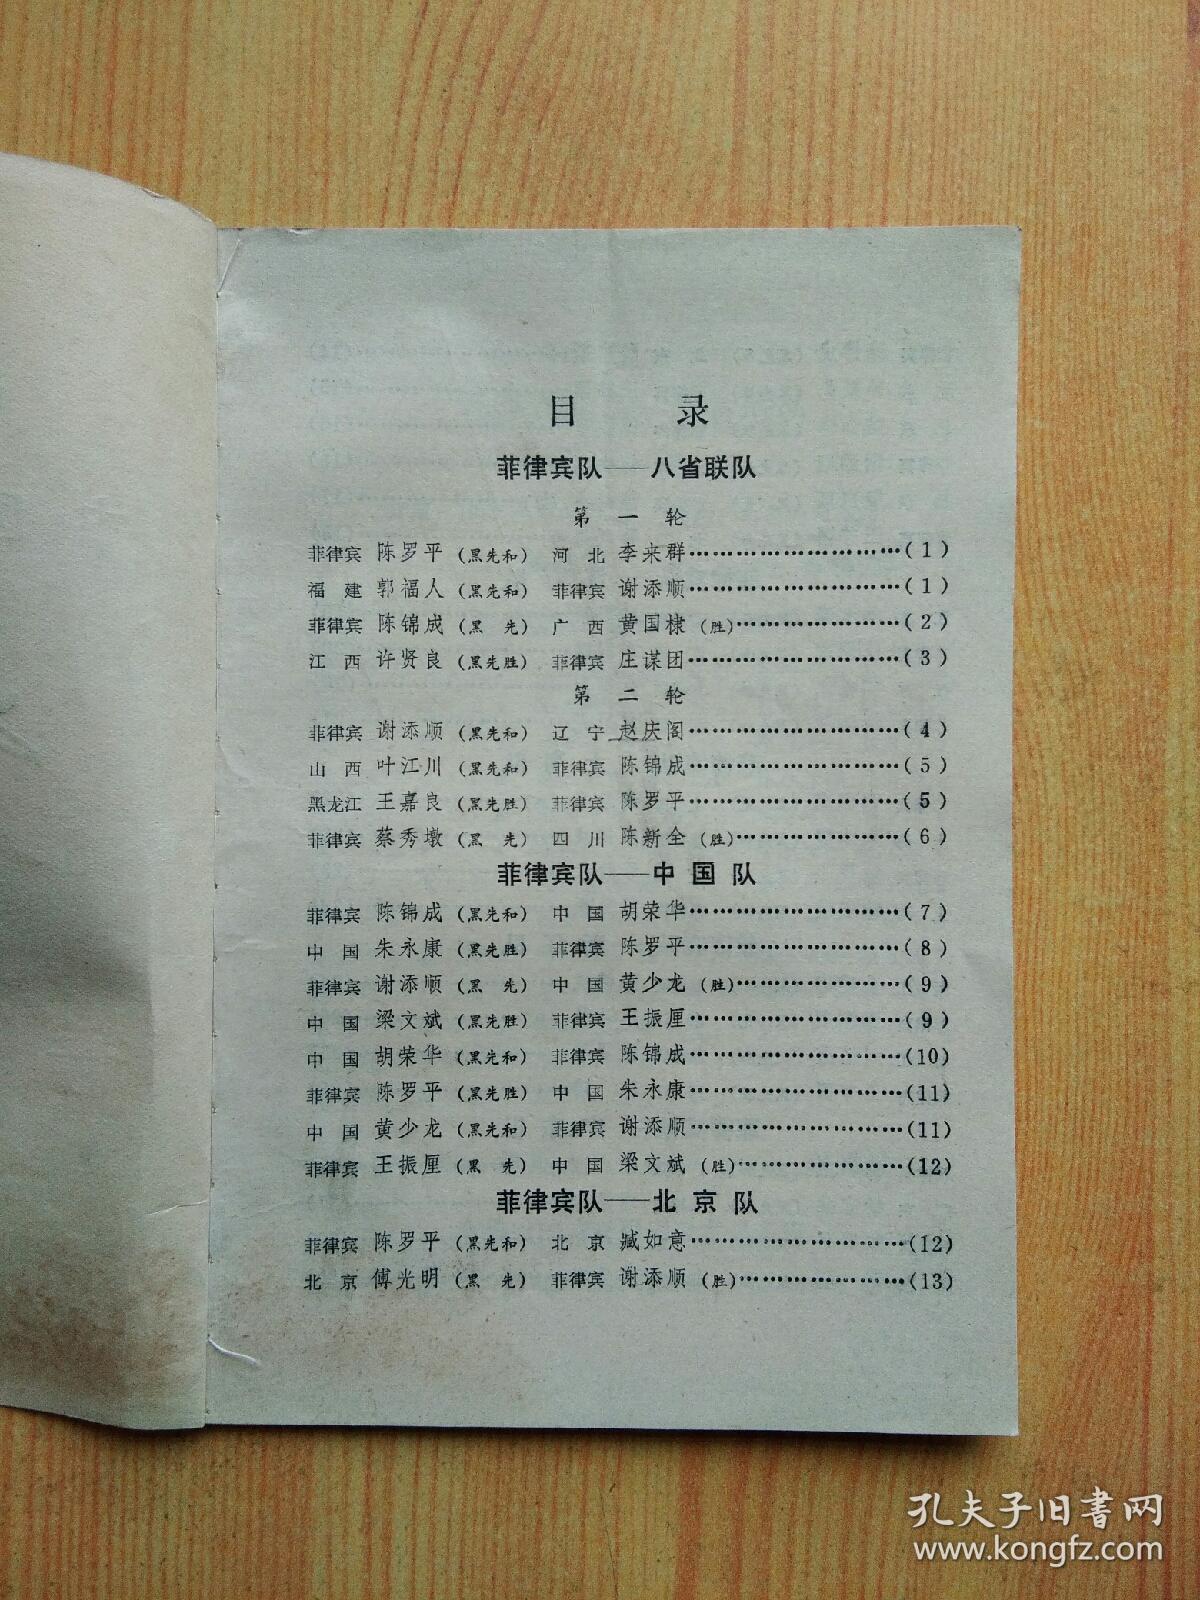 目 录
菲律宾队——八省联队
第一轮
菲律宾 陈罗平 (黑先和) 河北 李来群……………………(1)
福建 郭福人 (黑先和) 菲律宾 谢添顺……………………(1)
菲律宾 陈锦成 (黑先) 广西 黄国棣 (胜)………………(2)
江西 许贤良 (黑先胜) 菲律宾 庄谋团……………………(3)
第二轮
菲律宾 谢添顺 (黑先和) 辽宁 赵庆阁……………………(4)
山西 叶江川 (黑先和) 菲律宾 陈锦成……………………(5)
黑龙江 王嘉良 (黑先胜) 菲律宾 陈罗平……………………(5)
菲律宾 蔡秀墩 (黑先) 四川 陈新全 (胜)………………(6)
菲律宾队——中国队
菲律宾 陈锦成 (黑先和) 中国 胡荣华……………………(7)
中国 朱永康 (黑先胜) 菲律宾 陈罗平……………………(8)
菲律宾 谢添顺 (黑先) 中国 黄少龙 (胜)………………(9)
中国 梁文斌 (黑先胜) 菲律宾 王振厘……………………(9)
中国 胡荣华 (黑先和) 菲律宾 陈锦成……………………(10)
菲律宾 陈罗平 (黑先胜) 中国 朱永康……………………(11)
中国 黄少龙 (黑先和) 菲律宾 谢添顺……………………(11)
菲律宾 王振厘 (黑先) 中国 梁文斌 (胜)………………(12)
菲律宾队——北京队
菲律宾 陈罗平 (黑先和) 北京 臧如意……………………(12)
北京 傅光明 (黑先) 菲律宾 谢添顺 (胜)………………(13)
孔夫子旧书网
www.kongfz.com